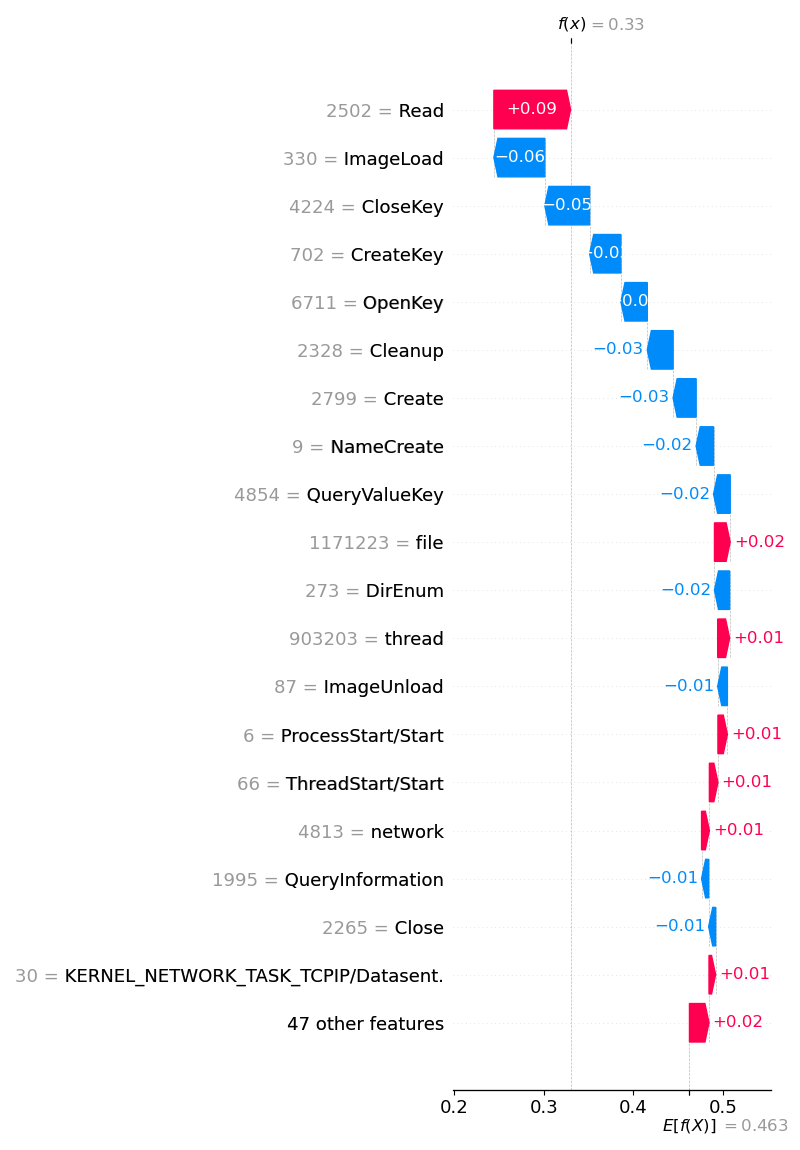 f(x) = 0.33
2502 = Read +0.09
330 = ImageLoad −0.06
4224 = CloseKey −0.05
702 = CreateKey
6711 = OpenKey
2328 = Cleanup −0.03
2799 = Create −0.03
9 = NameCreate −0.02
4854 = QueryValueKey −0.02
1171223 = file +0.02
273 = DirEnum −0.02
903203 = thread +0.01
87 = ImageUnload −0.01
6 = ProcessStart/Start +0.01
66 = ThreadStart/Start +0.01
4813 = network +0.01
1995 = QueryInformation −0.01
2265 = Close −0.01
30 = KERNEL_NETWORK_TASK_TCPIP/Datasent. +0.01
47 other features +0.02
0.2 0.3 0.4 0.5
E[f(X)] = 0.463